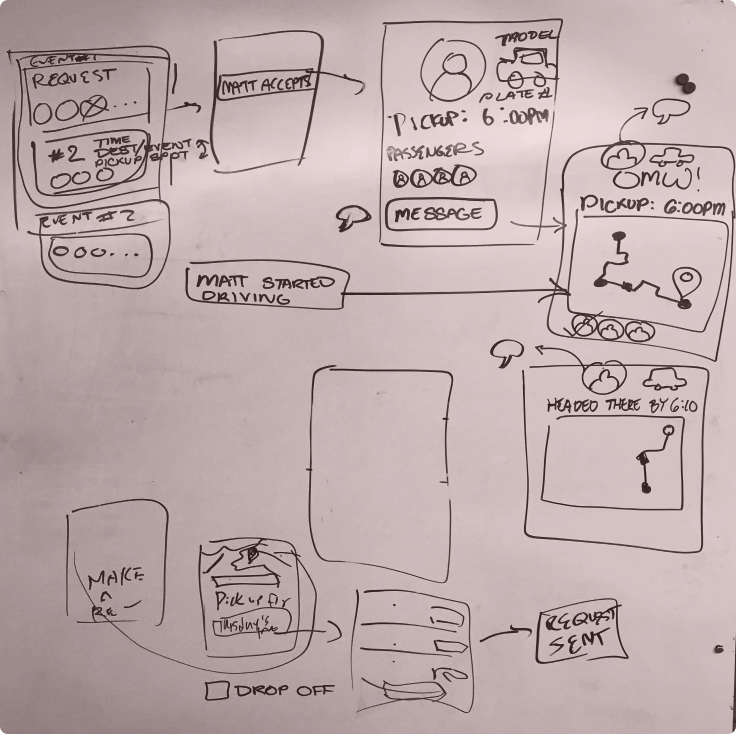 EVENT #1
REQUEST
#2 TIME
DEST/EVENT
PICKUP SPOT
EVENT #2
MATT ACCEPTS
MODEL
PLATE #
PICKUP: 6:00PM
PASSENGERS
MESSAGE
OMW!
PICKUP: 6:00PM
MATT STARTED
DRIVING
HEADED THERE BY 6:10
MAKE
A
RE-
Pick up for
DROP OFF
REQUEST
SENT